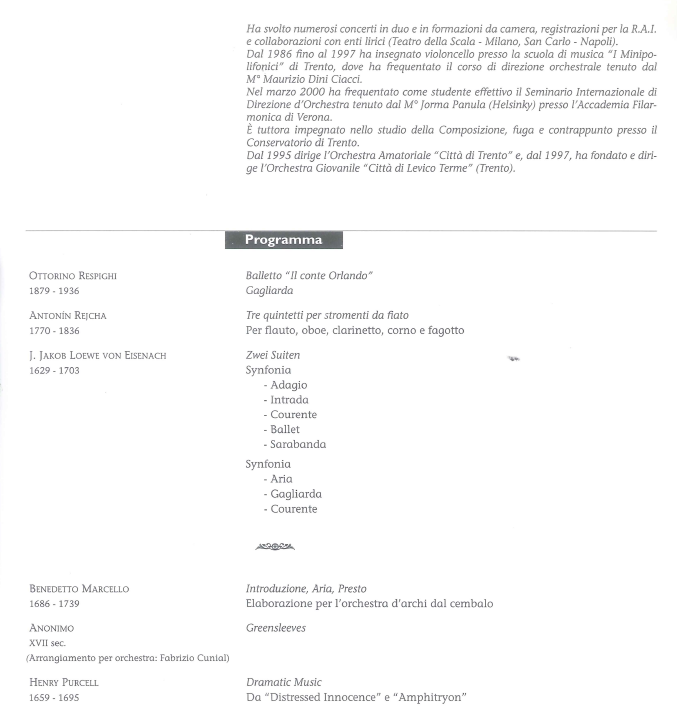 Ha svolto numerosi concerti in duo e in formazioni da camera, registrazioni per la R.A.I.
e collaborazioni con enti lirici (Teatro della Scala - Milano, San Carlo - Napoli).
Dal 1986 fino al 1997 ha insegnato violoncello presso la scuola di musica “I Minipo-
lifonici” di Trento, dove ha frequentato il corso di direzione orchestrale tenuto dal
M° Maurizio Dini Ciacci.
Nel marzo 2000 ha frequentato come studente effettivo il Seminario Internazionale di
Direzione d’Orchestra tenuto dal M° Jorma Panula (Helsinky) presso l’Accademia Filar-
monica di Verona.
È tuttora impegnato nello studio della Composizione, fuga e contrappunto presso il
Conservatorio di Trento.
Dal 1995 dirige l’Orchestra Amatoriale “Città di Trento” e, dal 1997, ha fondato e diri-
ge l’Orchestra Giovanile “Città di Levico Terme” (Trento).
Programma
OTTORINO RESPIGHI Balletto “Il conte Orlando”
1879 - 1936 Gagliarda
ANTONÍN REJCHA Tre quintetti per stromenti da fiato
1770 - 1836 Per flauto, oboe, clarinetto, corno e fagotto
J. JAKOB LOEWE VON EISENACH Zwei Suiten
1629 - 1703 Synfonia
- Adagio
- Intrada
- Courente
- Ballet
- Sarabanda
Synfonia
- Aria
- Gagliarda
- Courente
BENEDETTO MARCELLO Introduzione, Aria, Presto
1686 - 1739 Elaborazione per l’orchestra d’archi dal cembalo
ANONIMO Greensleeves
XVII sec.
(Arrangiamento per orchestra: Fabrizio Cunial)
HENRY PURCELL Dramatic Music
1659 - 1695 Da “Distressed Innocence” e “Amphitryon”